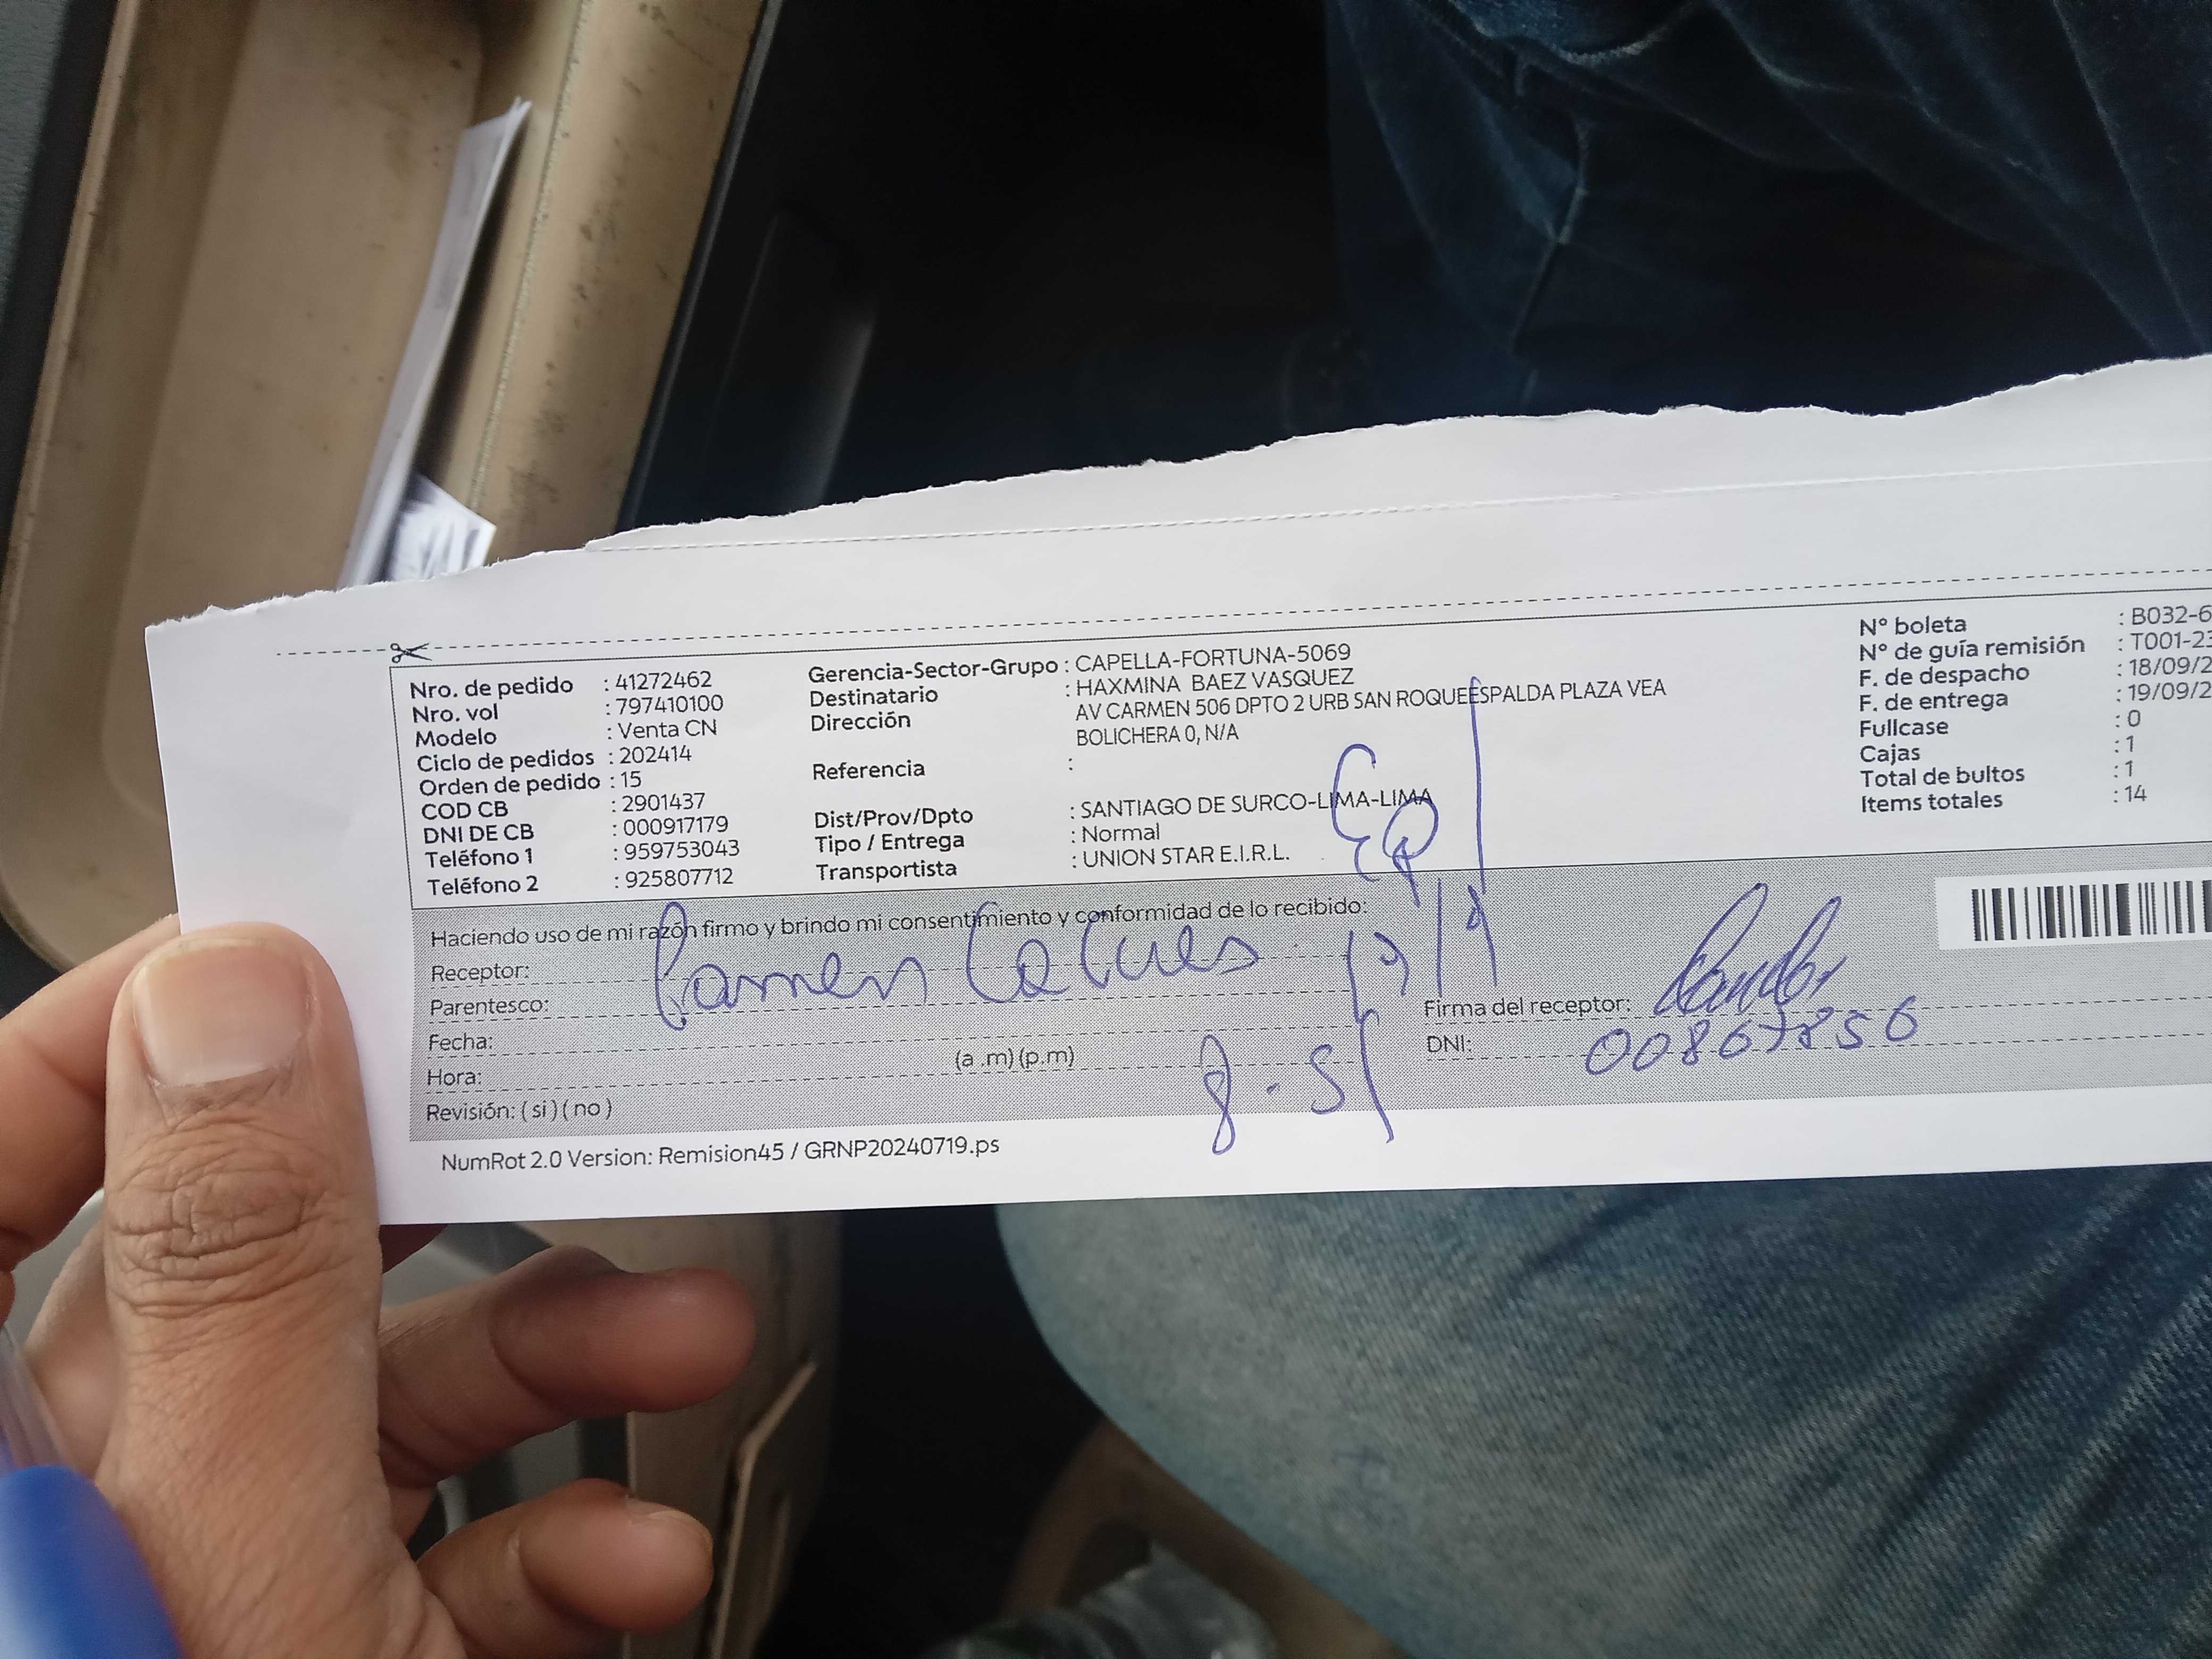 Nro. de pedido : 41272462
Nro. vol : 797410100
Modelo : Venta CN
Ciclo de pedidos : 202414
Orden de pedido : 15
COD CB : 2901437
DNI DE CB : 000917179
Teléfono 1 : 959753043
Teléfono 2 : 925807712
Gerencia-Sector-Grupo : CAPELLA-FORTUNA-5069
Destinatario : HAXMINA BAEZ VASQUEZ
Dirección AV CARMEN 506 DPTO 2 URB SAN ROQUEESPALDA PLAZA VEA
BOLICHERA 0, N/A
Referencia :
Dist/Prov/Dpto : SANTIAGO DE SURCO-LIMA-LIMA
Tipo / Entrega : Normal
Transportista : UNION STAR E.I.R.L.
N° boleta : B032-6
N° de guía remisión : T001-23
F. de despacho : 18/09/2
F. de entrega : 19/09/2
Fullcase : 0
Cajas : 1
Total de bultos : 1
Items totales : 14
Haciendo uso de mi razón firmo y brindo mi consentimiento y conformidad de lo recibido:
Receptor:
Parentesco:
Fecha:
Hora: (a .m) (p.m)
Revisión: ( si ) ( no )
Firma del receptor:
DNI: 00867856
NumRot 2.0 Version: Remision45 / GRNP20240719.ps